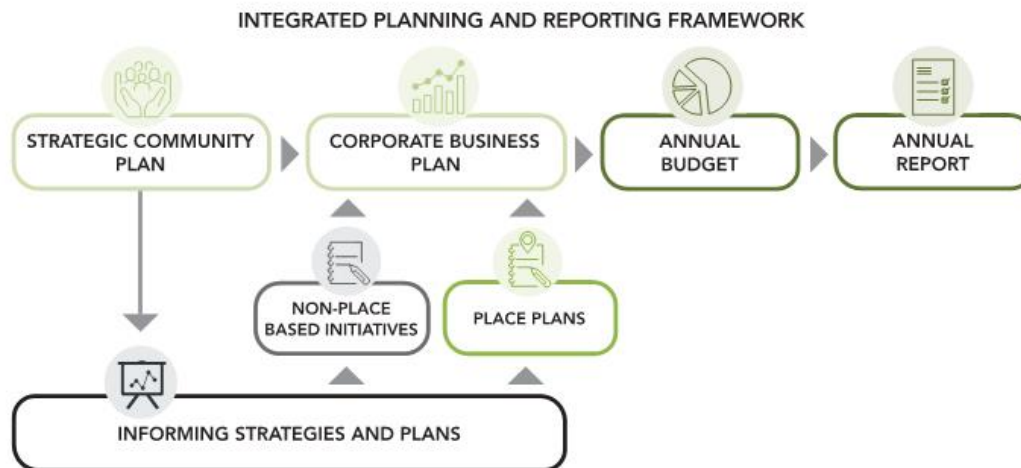 INTEGRATED PLANNING AND REPORTING FRAMEWORK
STRATEGIC COMMUNITY
PLAN
CORPORATE BUSINESS
PLAN
ANNUAL
BUDGET
ANNUAL
REPORT
NON-PLACE
BASED INITIATIVES
PLACE PLANS
INFORMING STRATEGIES AND PLANS